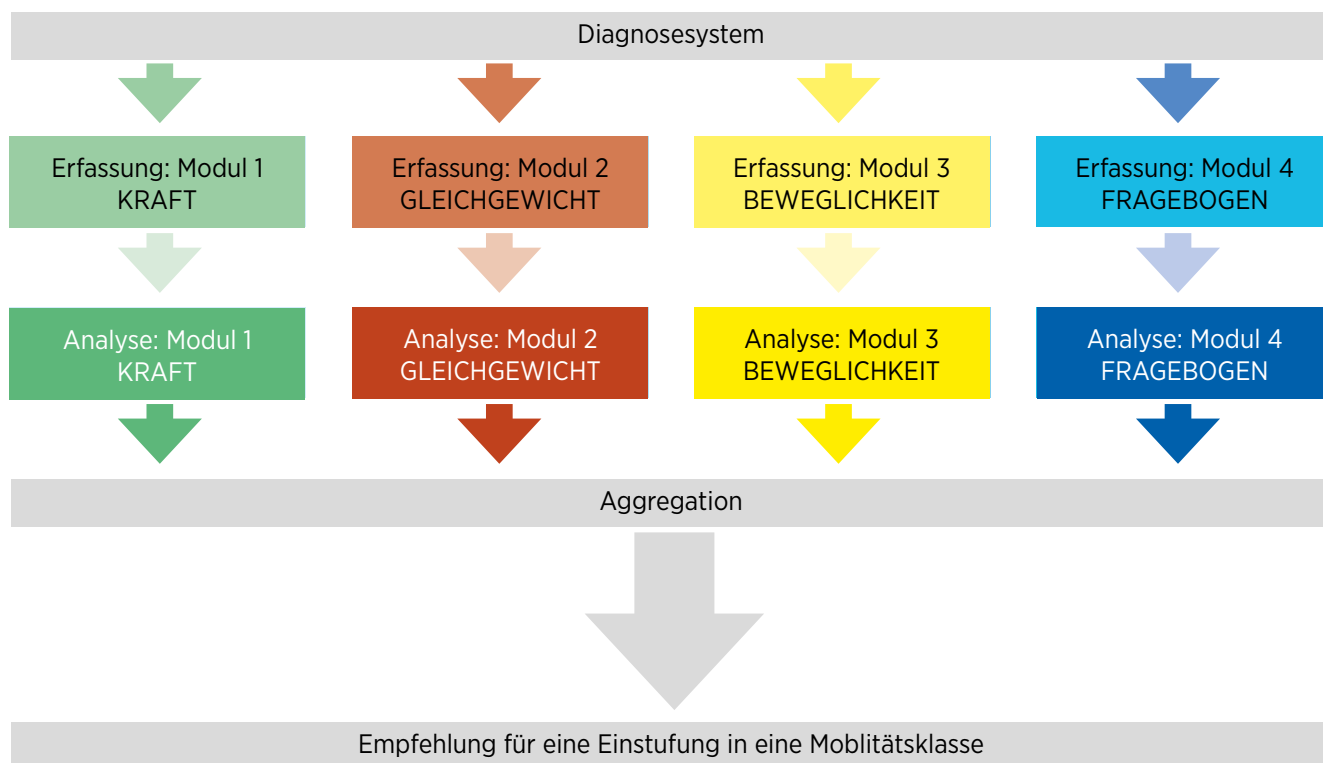 Diagnosesystem
Erfassung: Modul 1
KRAFT
Erfassung: Modul 2
GLEICHGEWICHT
Erfassung: Modul 3
BEWEGLICHKEIT
Erfassung: Modul 4
FRAGEBOGEN
Analyse: Modul 1
KRAFT
Analyse: Modul 2
GLEICHGEWICHT
Analyse: Modul 3
BEWEGLICHKEIT
Analyse: Modul 4
FRAGEBOGEN
Aggregation
Empfehlung für eine Einstufung in eine Moblitätsklasse